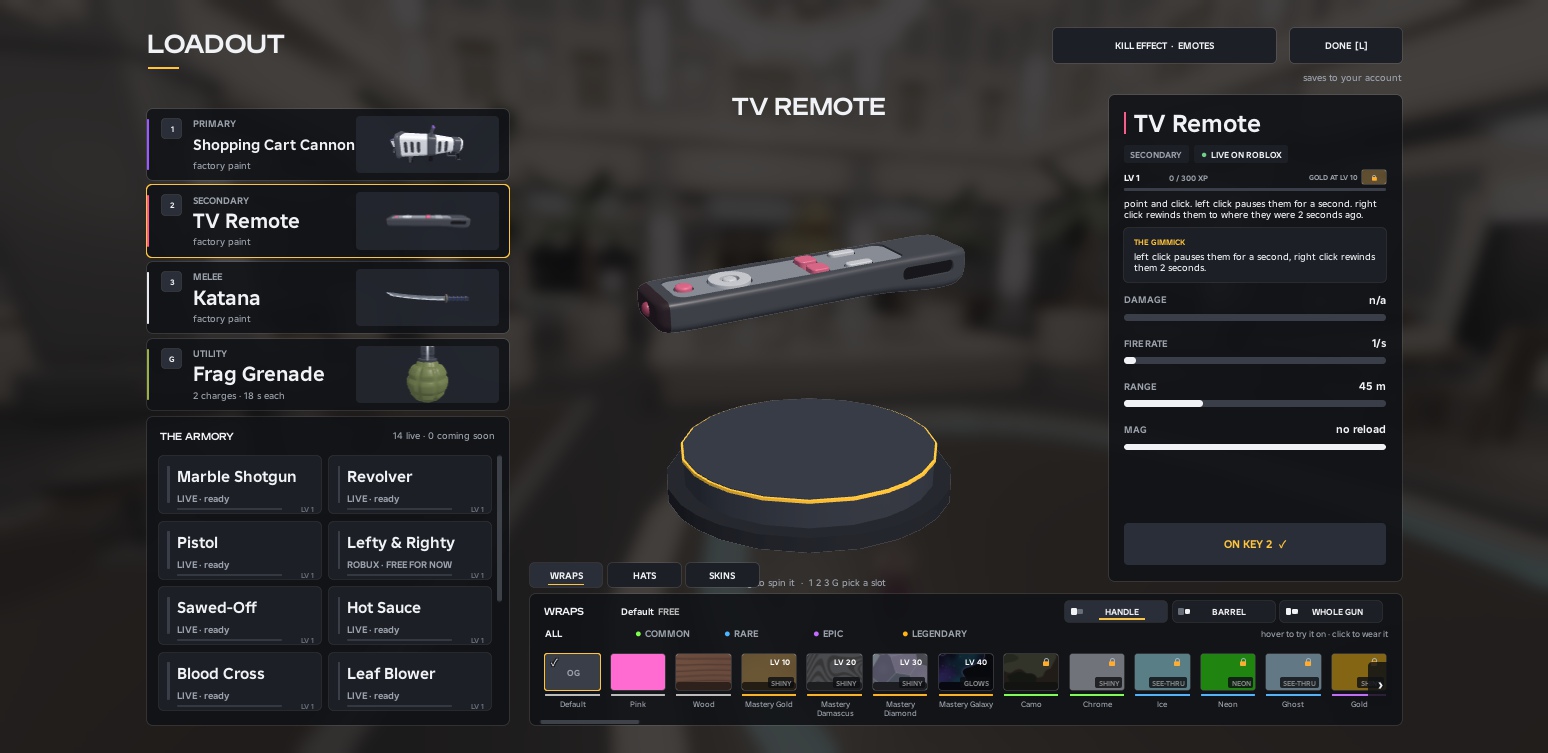 LOADOUT
KILL EFFECT · EMOTES
DONE [L]
saves to your account
1
PRIMARY
Shopping Cart Cannon
factory paint
2
SECONDARY
TV Remote
factory paint
3
MELEE
Katana
factory paint
G
UTILITY
Frag Grenade
2 charges · 18 s each
THE ARMORY
14 live · 0 coming soon
Marble Shotgun
LIVE · ready
LV 1
Revolver
LIVE · ready
LV 1
Pistol
LIVE · ready
LV 1
Lefty & Righty
ROBUX · FREE FOR NOW
LV 1
Sawed-Off
LIVE · ready
LV 1
Hot Sauce
LIVE · ready
LV 1
Blood Cross
LIVE · ready
LV 1
Leaf Blower
LIVE · ready
LV 1
TV REMOTE
WRAPS
HATS
SKINS
to spin it · 1 2 3 G pick a slot
TV Remote
SECONDARY
LIVE ON ROBLOX
LV 1
0 / 300 XP
GOLD AT LV 10
point and click. left click pauses them for a second. right
click rewinds them to where they were 2 seconds ago.
THE GIMMICK
left click pauses them for a second, right click rewinds
them 2 seconds.
DAMAGE
n/a
FIRE RATE
1/s
RANGE
45 m
MAG
no reload
ON KEY 2 ✓
WRAPS
Default FREE
HANDLE
BARREL
WHOLE GUN
ALL
COMMON
RARE
EPIC
LEGENDARY
hover to try it on · click to wear it
✓
OG
Default
Pink
Wood
LV 10
SHINY
Mastery Gold
LV 20
SHINY
Mastery
Damascus
LV 30
SHINY
Mastery
Diamond
LV 40
GLOWS
Mastery Galaxy
Camo
SHINY
Chrome
SEE-THRU
Ice
NEON
Neon
SEE-THRU
Ghost
›
Gold